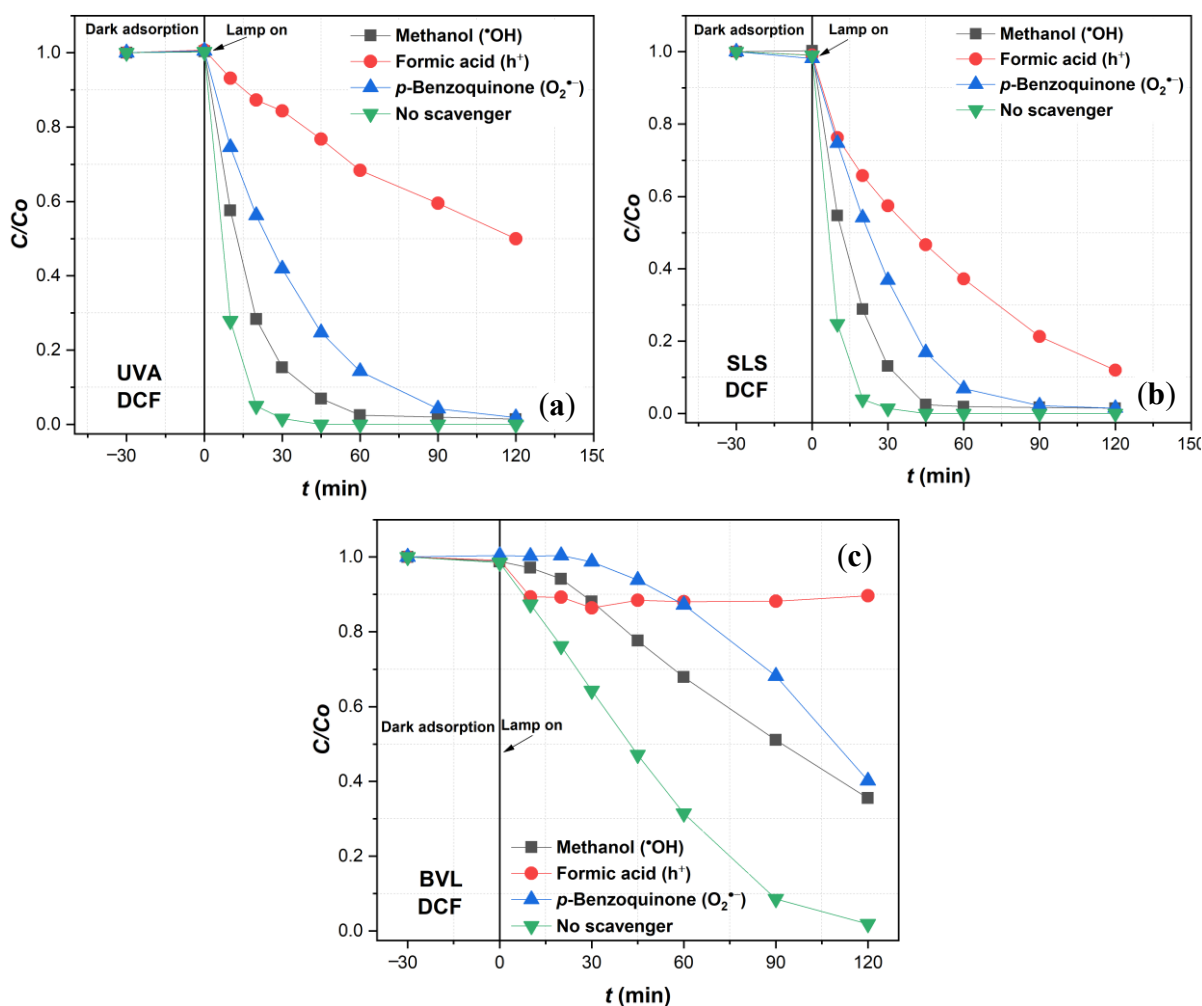 Dark adsorption
Lamp on
Methanol (•OH)
Formic acid (h⁺)
p-Benzoquinone (O₂•⁻)
No scavenger
1.0
0.8
0.6
0.4
0.2
0.0
C/Co
UVA
DCF
(a)
−30 0 30 60 90 120 150
t (min)
Dark adsorption
Lamp on
Methanol (•OH)
Formic acid (h⁺)
p-Benzoquinone (O₂•⁻)
No scavenger
1.0
0.8
0.6
0.4
0.2
0.0
C/Co
SLS
DCF
(b)
−30 0 30 60 90 120 150
t (min)
(c)
1.0
0.8
0.6
0.4
0.2
0.0
C/Co
Dark adsorption
Lamp on
Methanol (•OH)
Formic acid (h⁺)
p-Benzoquinone (O₂•⁻)
No scavenger
BVL
DCF
−30 0 30 60 90 120
t (min)